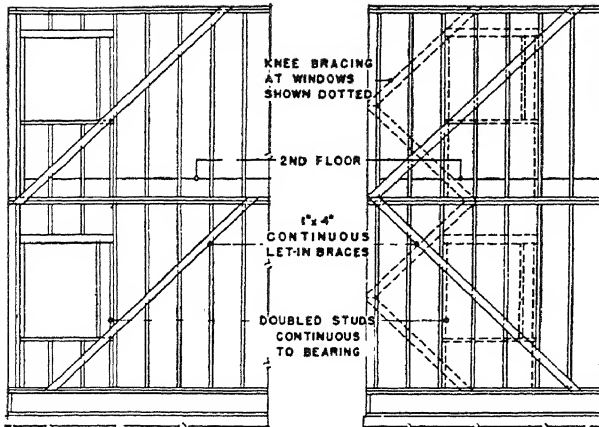 KNEE BRACING
AT WINDOWS
SHOWN DOTTED
2ND FLOOR
1"x 4"
CONTINUOUS
LET-IN BRACES
DOUBLED STUDS
CONTINUOUS
TO BEARING